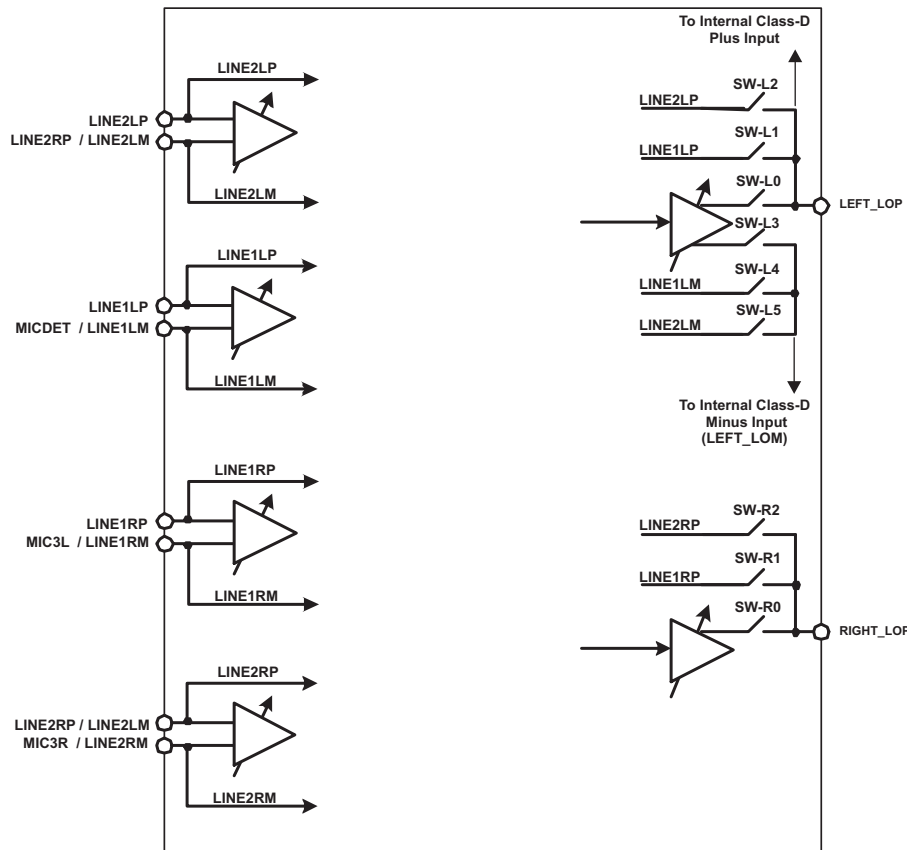 LINE2LP
LINE2LP
LINE2RP / LINE2LM
LINE2LM
LINE1LP
LINE1LP
MICDET / LINE1LM
LINE1LM
LINE1RP
LINE1RP
MIC3L / LINE1RM
LINE1RM
LINE2RP
LINE2RP / LINE2LM
MIC3R / LINE2RM
LINE2RM
To Internal Class-D
Plus Input
SW-L2
LINE2LP
SW-L1
LINE1LP
SW-L0
LEFT_LOP
SW-L3
SW-L4
LINE1LM
SW-L5
LINE2LM
To Internal Class-D
Minus Input
(LEFT_LOM)
SW-R2
LINE2RP
SW-R1
LINE1RP
SW-R0
RIGHT_LOP